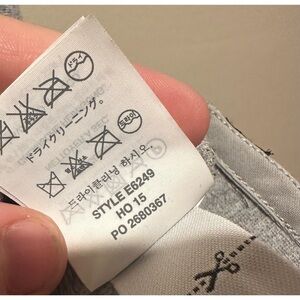 ドライ
ドライクリーニング。
드라이
드라이클리닝 하시오.
STYLE E6249
HO 15
PO 2680367